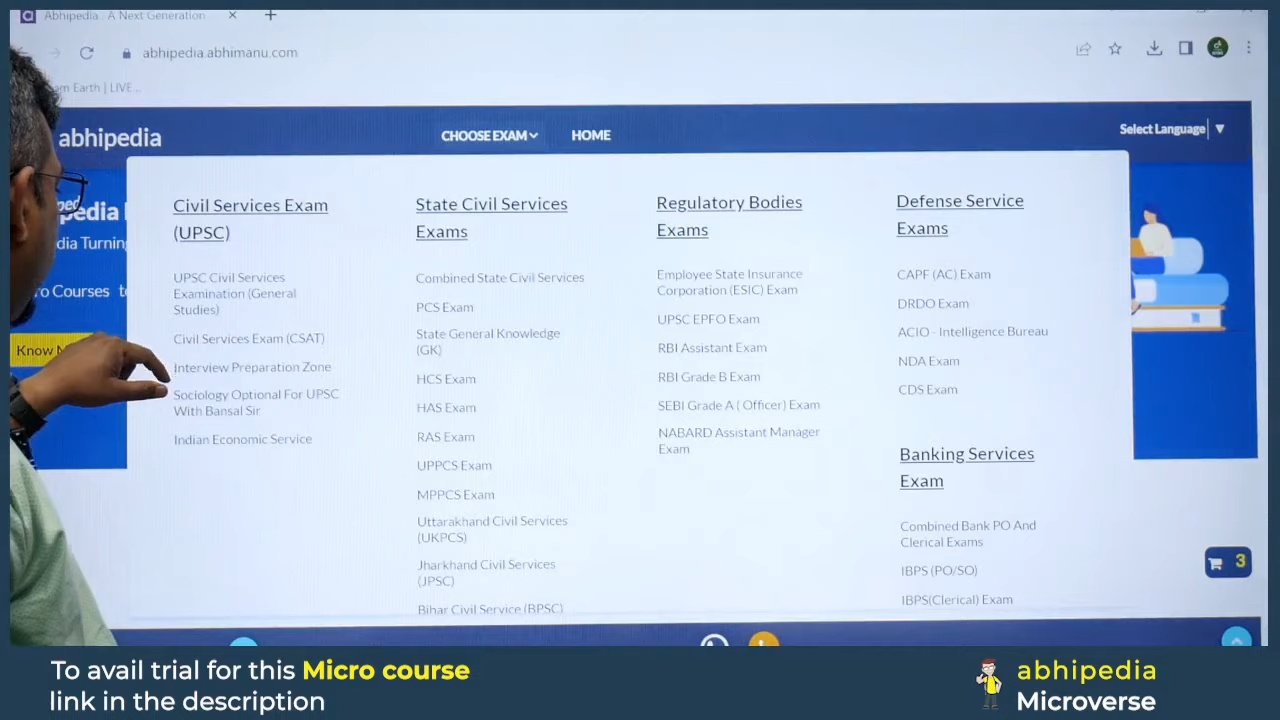 Abhipedia - A Next Generation
abhipedia.abhimanu.com
Earth | LIVE...
abhipedia
CHOOSE EXAM
HOME
Select Language
Know
Civil Services Exam
(UPSC)
UPSC Civil Services
Examination (General
Studies)
Civil Services Exam (CSAT)
Interview Preparation Zone
Sociology Optional For UPSC
With Bansal Sir
Indian Economic Service
State Civil Services
Exams
Combined State Civil Services
PCS Exam
State General Knowledge
(GK)
HCS Exam
HAS Exam
RAS Exam
UPPCS Exam
MPPCS Exam
Uttarakhand Civil Services
(UKPCS)
Jharkhand Civil Services
(JPSC)
Bihar Civil Service (BPSC)
Regulatory Bodies
Exams
Employee State Insurance
Corporation (ESIC) Exam
UPSC EPFO Exam
RBI Assistant Exam
RBI Grade B Exam
SEBI Grade A ( Officer) Exam
NABARD Assistant Manager
Exam
Defense Service
Exams
CAPF (AC) Exam
DRDO Exam
ACIO - Intelligence Bureau
NDA Exam
CDS Exam
Banking Services
Exam
Combined Bank PO And
Clerical Exams
IBPS (PO/SO)
IBPS(Clerical) Exam
3
To avail trial for this Micro course
link in the description
abhipedia
Microverse